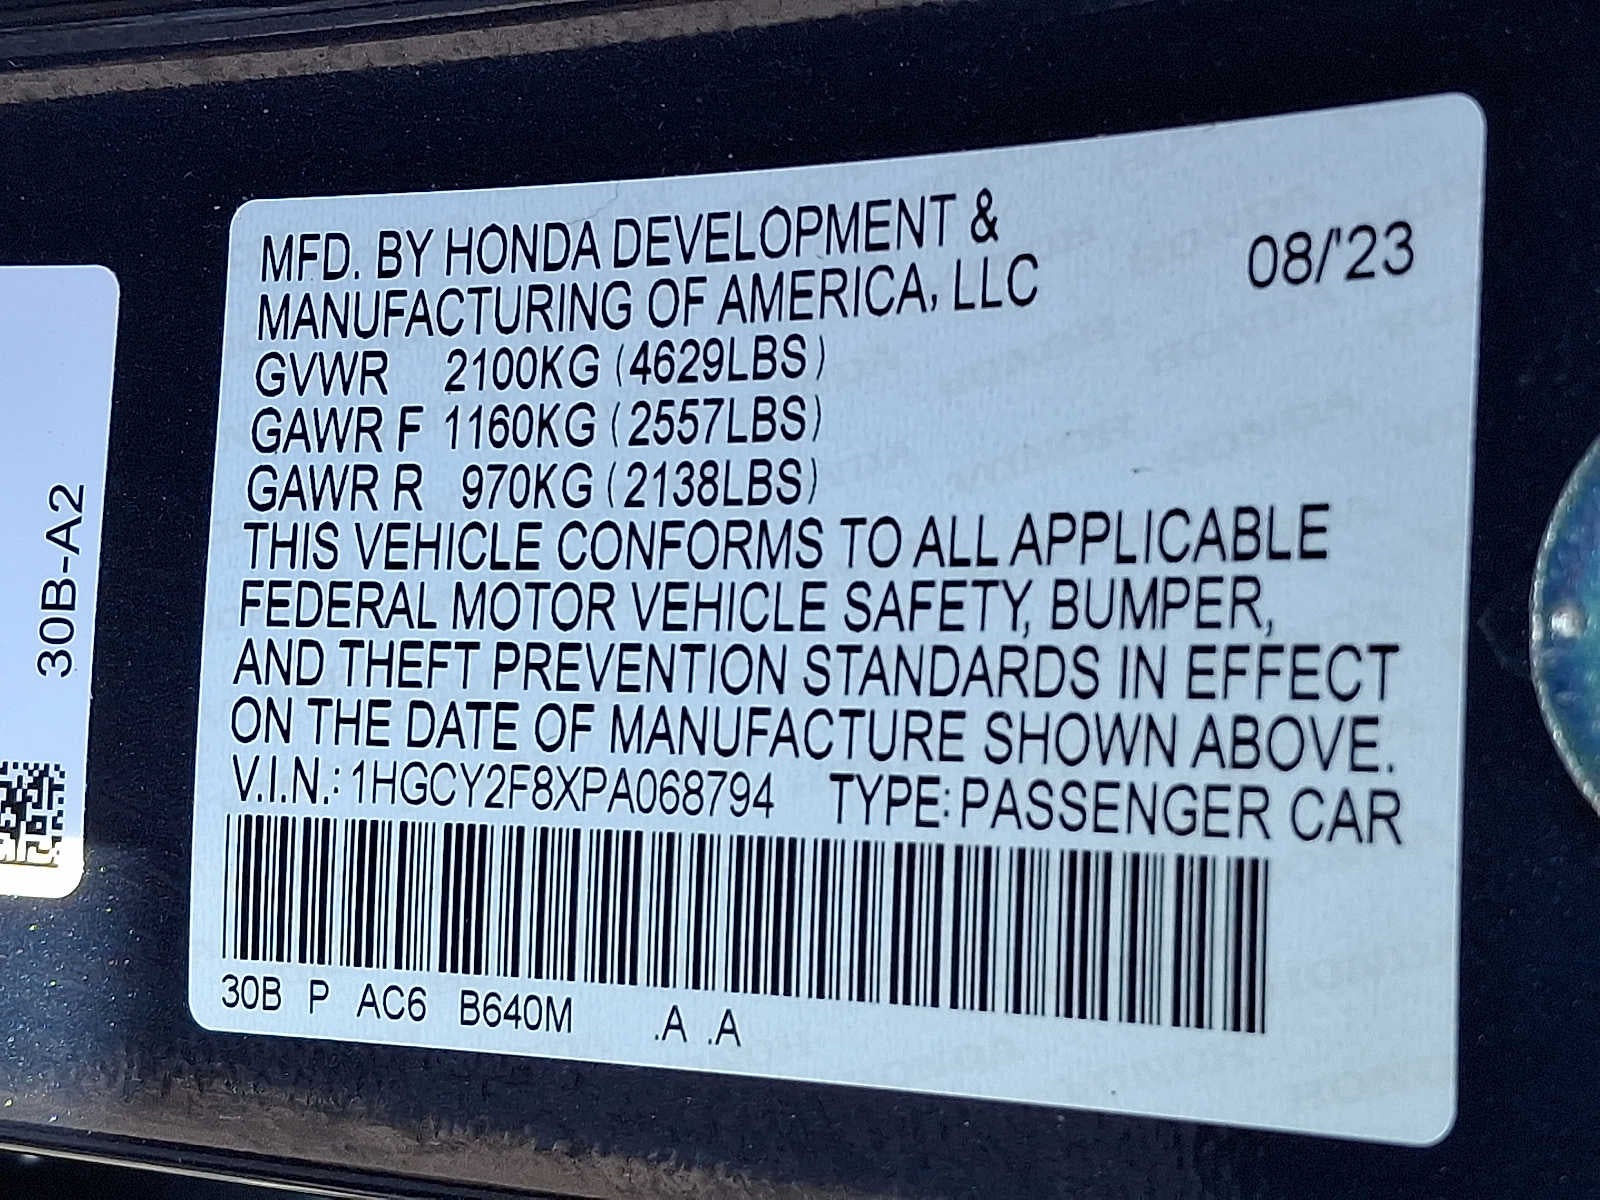 MFD. BY HONDA DEVELOPMENT &
MANUFACTURING OF AMERICA, LLC 08/'23
GVWR 2100KG (4629LBS)
GAWR F 1160KG (2557LBS)
GAWR R 970KG (2138LBS)
THIS VEHICLE CONFORMS TO ALL APPLICABLE
FEDERAL MOTOR VEHICLE SAFETY, BUMPER,
AND THEFT PREVENTION STANDARDS IN EFFECT
ON THE DATE OF MANUFACTURE SHOWN ABOVE.
V.I.N.: 1HGCY2F8XPA068794 TYPE: PASSENGER CAR
30B P AC6 B640M .A .A
30B-A2